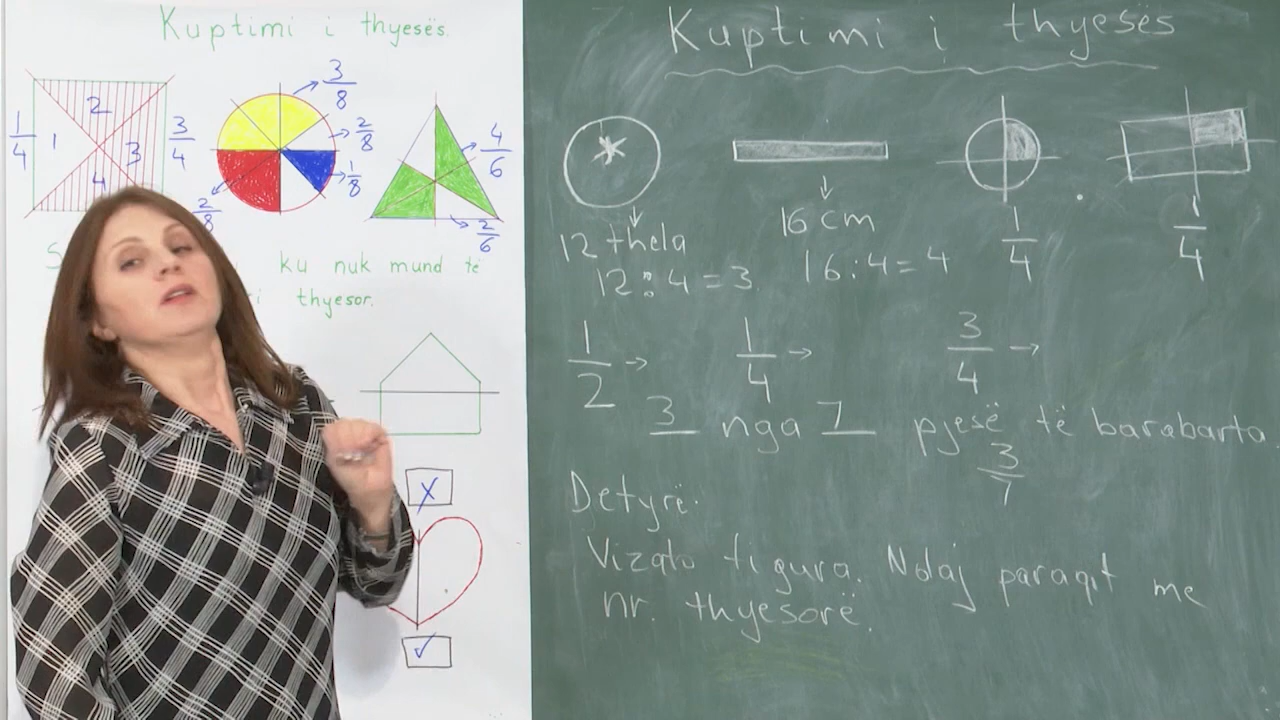 Kuptimi i thyesës.
1/4
1
2
3
4
3/4
3/8
2/8
1/8
2/8
4/6
2/6
ku nuk mund të
thyesor.
X
✓
Kuptimi i thyesës
12 thela
12:4=3
16 cm
16:4=4
1/4
1/4
1/2 →
1/4 →
3/4 →
3 nga 7 pjesë të barabarta
3/7
Detyrë:
Vizato figura. Ndaj paraqit me
nr. thyesorë.